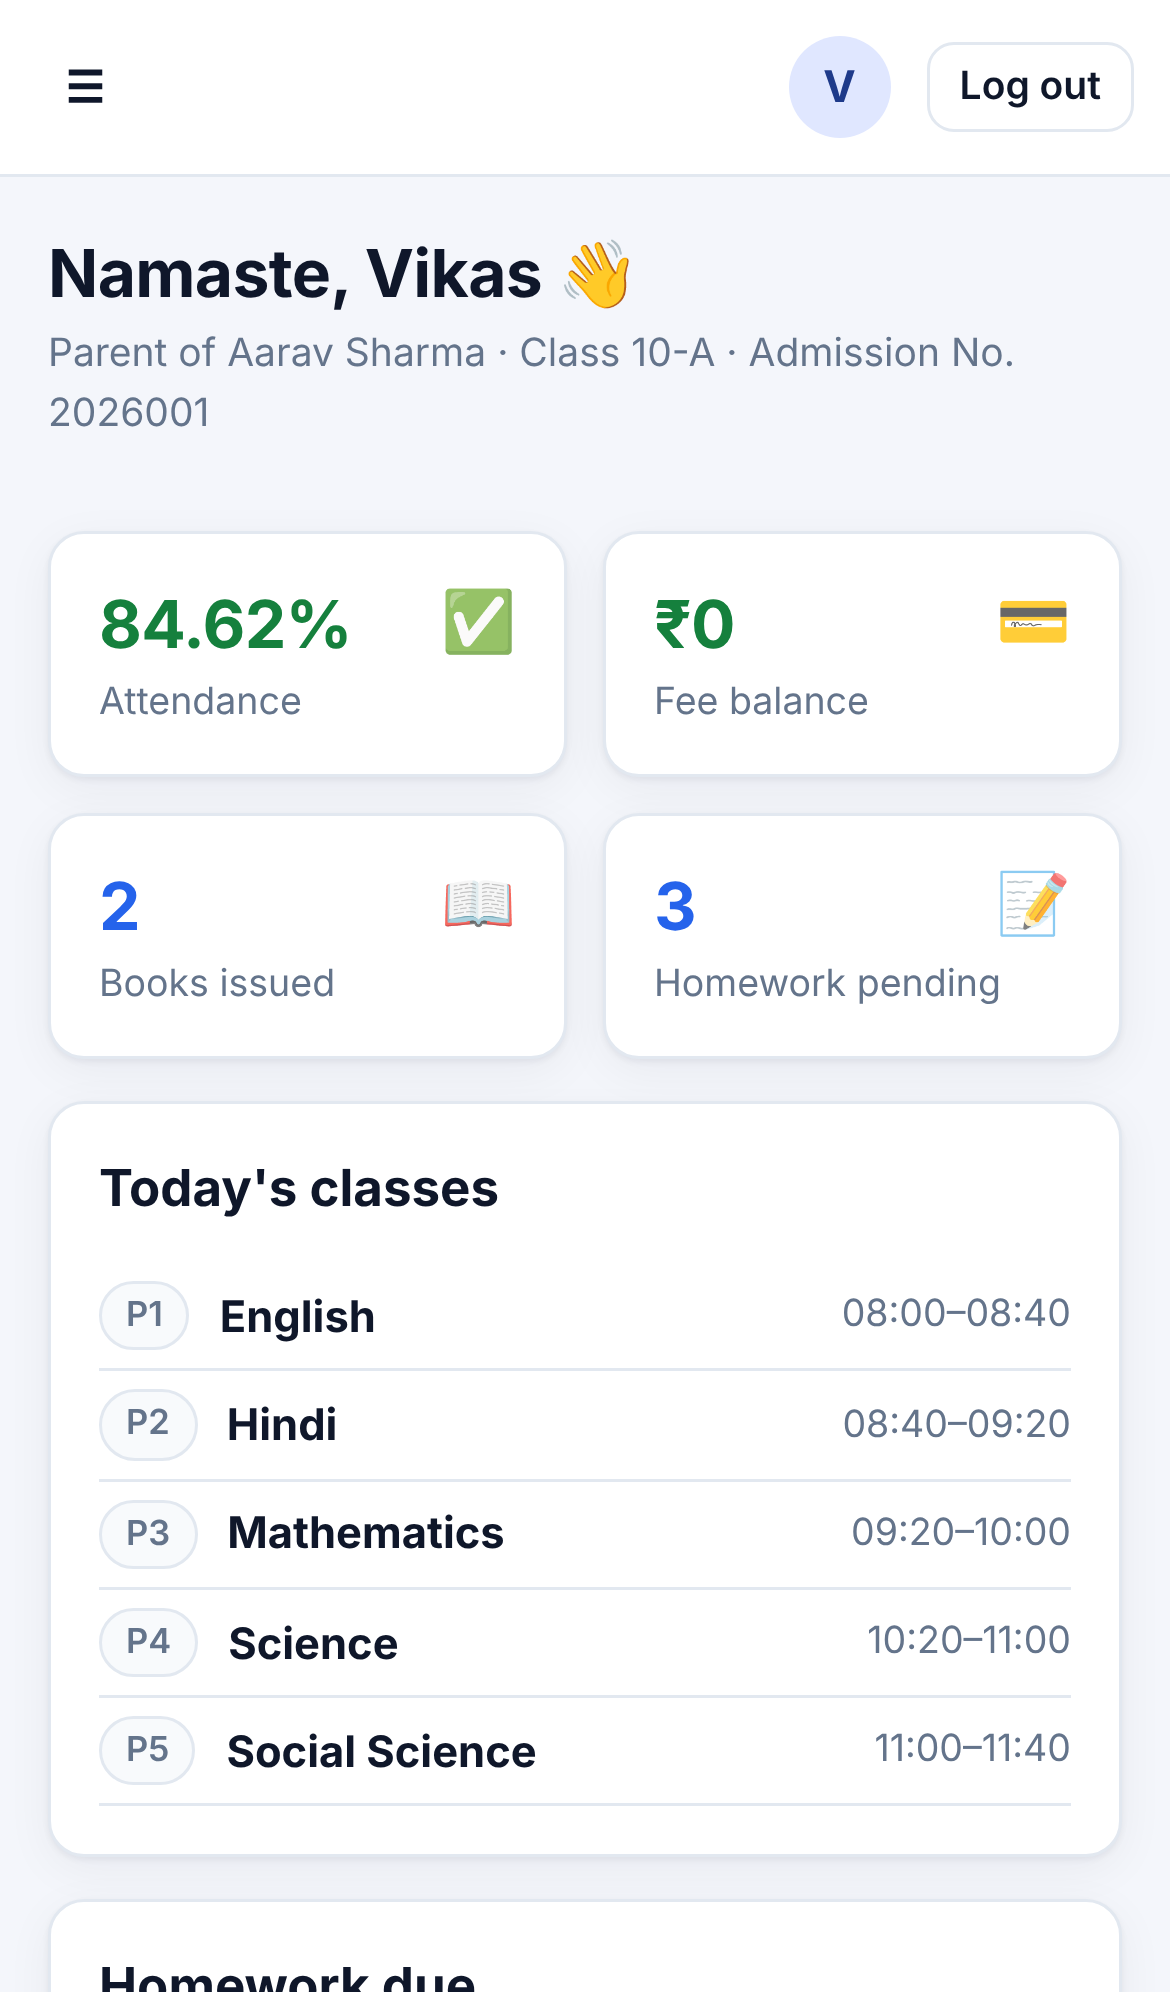 ☰
V
Log out
Namaste, Vikas 👋
Parent of Aarav Sharma · Class 10-A · Admission No.
2026001
84.62% ✅
Attendance
₹0 💳
Fee balance
2 📖
Books issued
3 📝
Homework pending
Today's classes
P1 English 08:00–08:40
P2 Hindi 08:40–09:20
P3 Mathematics 09:20–10:00
P4 Science 10:20–11:00
P5 Social Science 11:00–11:40
Homework due